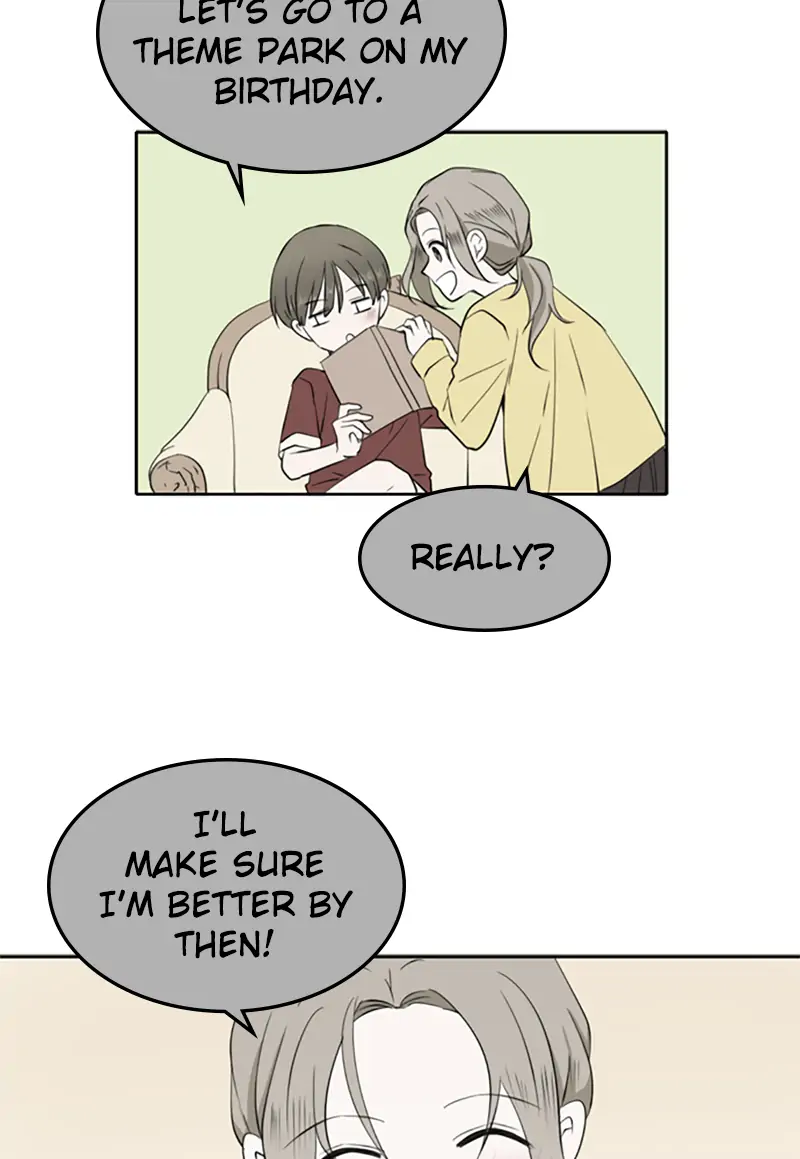 LET'S GO TO A
THEME PARK ON MY
BIRTHDAY.
REALLY?
I'LL
MAKE SURE
I'M BETTER BY
THEN!